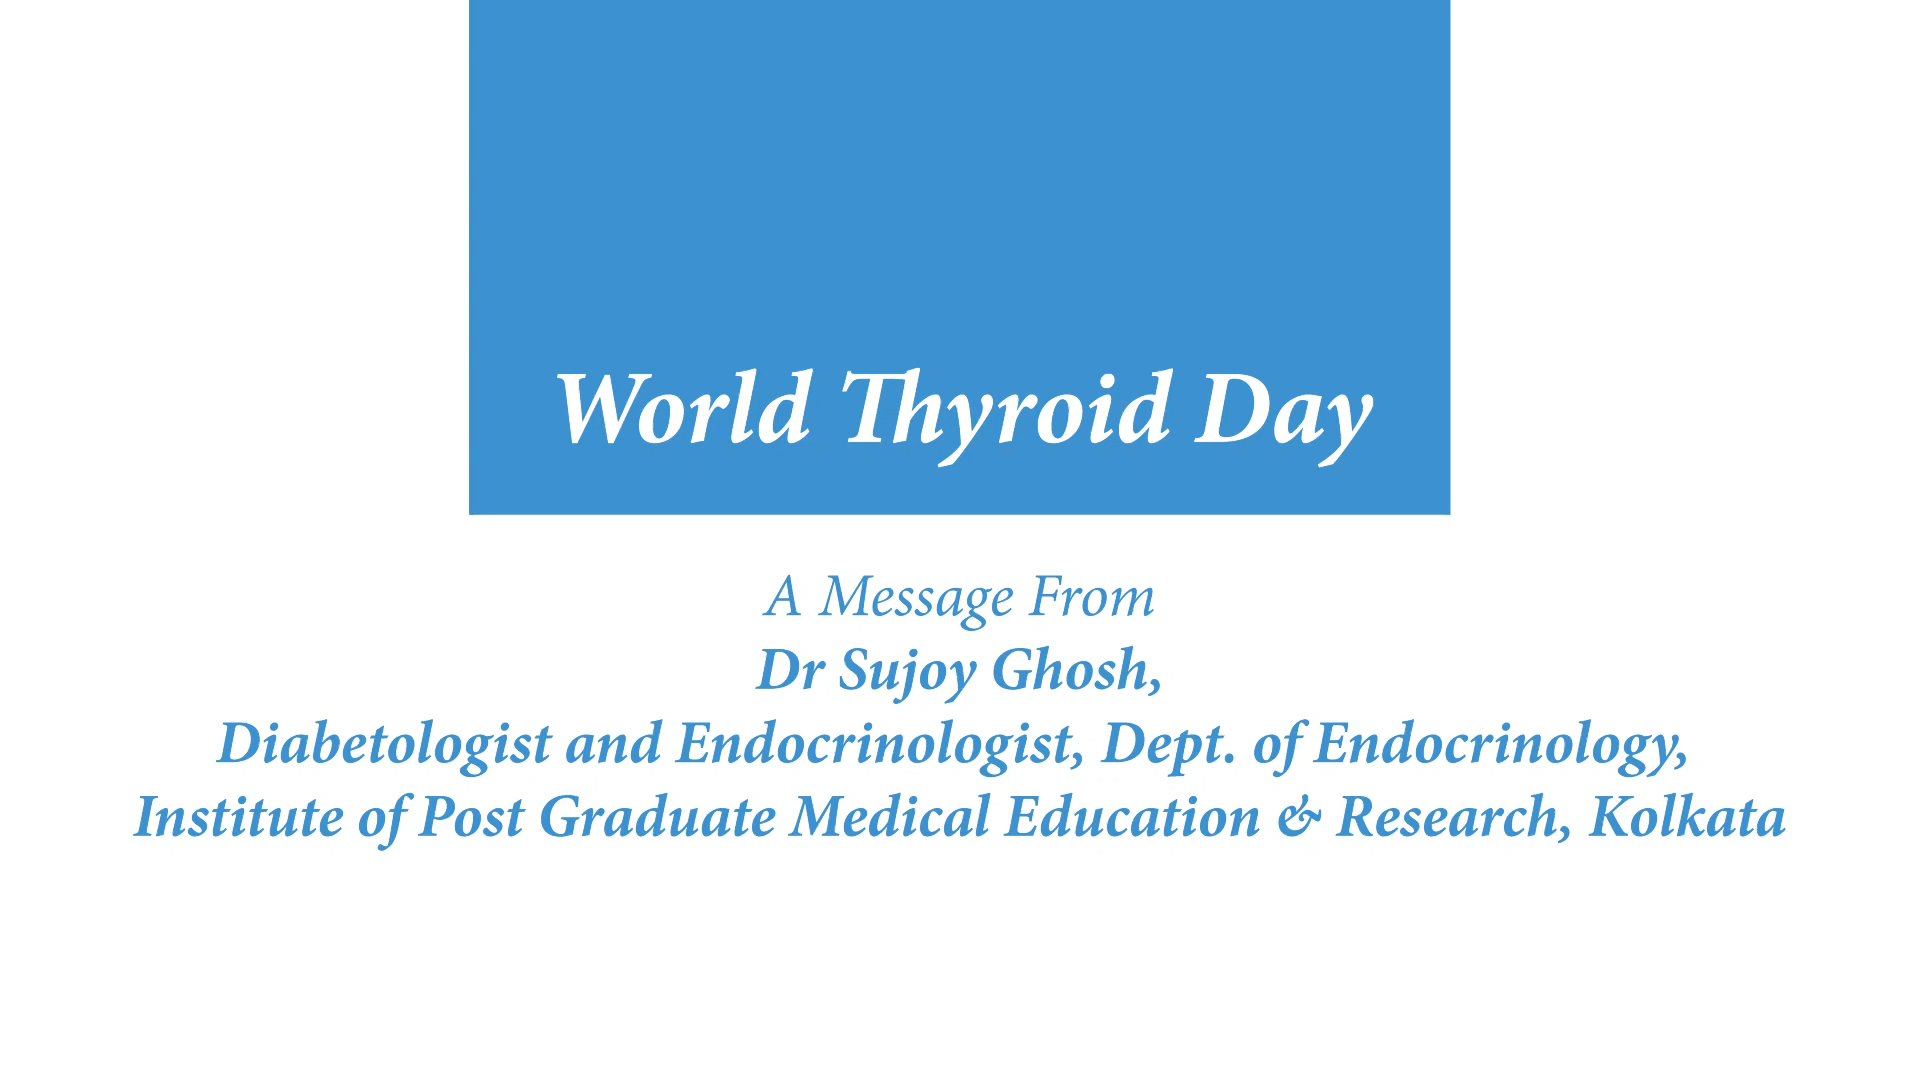 World Thyroid Day
A Message From
Dr Sujoy Ghosh,
Diabetologist and Endocrinologist, Dept. of Endocrinology,
Institute of Post Graduate Medical Education & Research, Kolkata